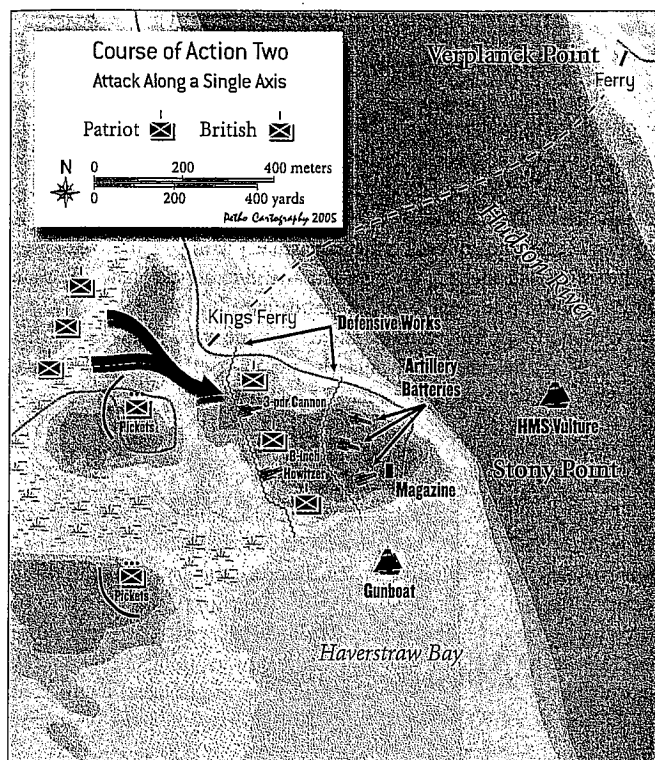 Course of Action Two
Attack Along a Single Axis
Patriot British
N
0 200 400 meters
0 200 400 yards
Petho Cartography 2005
Verplanck Point
Ferry
Hudson River
Kings Ferry
Defensive Works
Artillery
Batteries
3-pdr Cannon
Pickets
HMS Vulture
8-inch
Howitzer
Stony Point
Magazine
Pickets
Gunboat
Haverstraw Bay